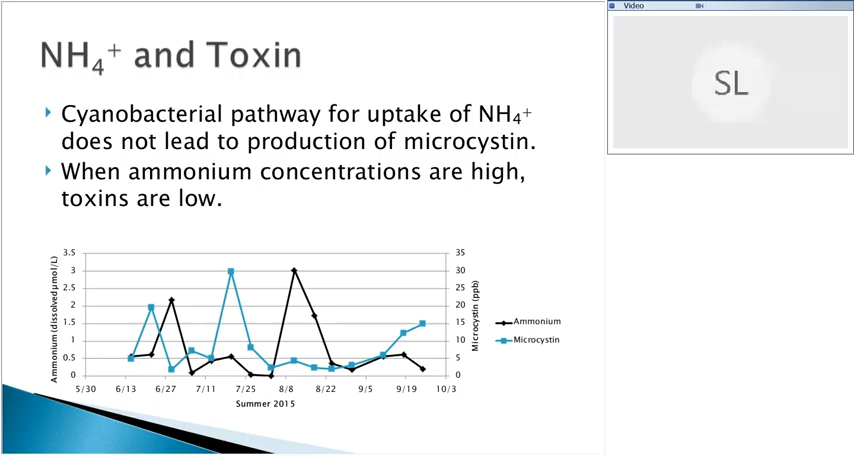 NH4+ and Toxin
Cyanobacterial pathway for uptake of NH4+
does not lead to production of microcystin.
When ammonium concentrations are high,
toxins are low.
Ammonium (dissolved µmol/L)
3.5
3
2.5
2
1.5
1
0.5
0
35
30
25
20
15
10
5
0
Microcystin (ppb)
5/30 6/13 6/27 7/11 7/25 8/8 8/22 9/5 9/19 10/3
Summer 2015
Ammonium
Microcystin
Video
SL